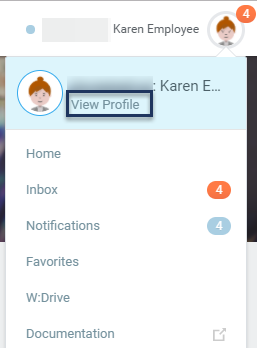 Karen Employee
4
: Karen E...
View Profile
Home
Inbox
4
Notifications
4
Favorites
W:Drive
Documentation